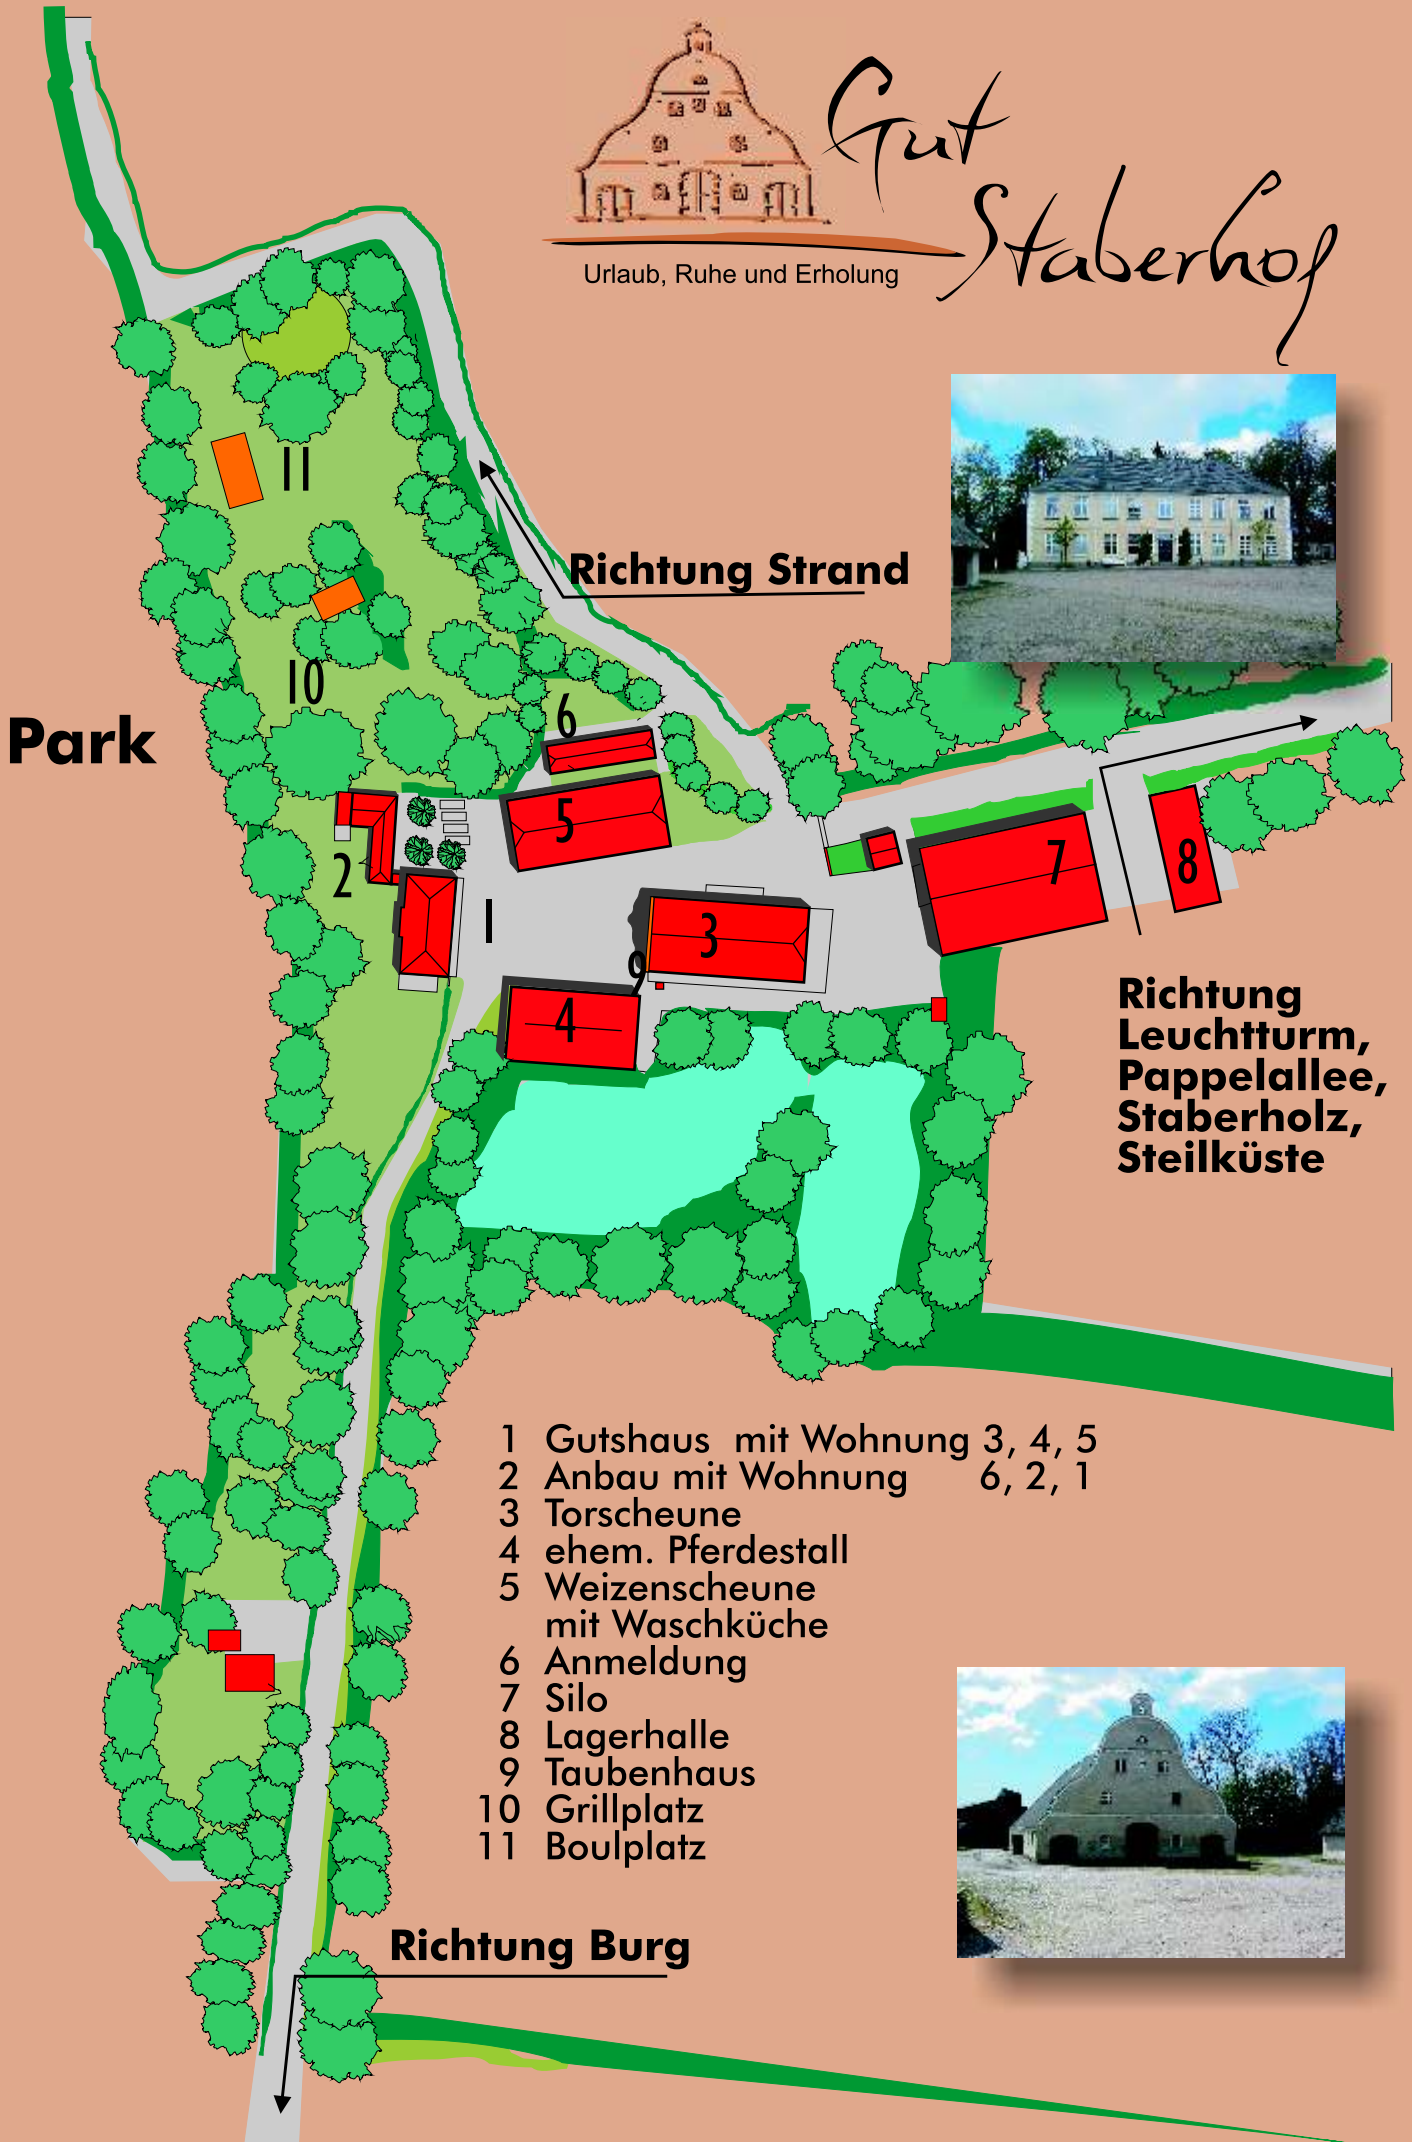 Gut
Staberhof
Urlaub, Ruhe und Erholung
11
Richtung Strand
10
6
Park
5
7
8
2
1
3
9
4
Richtung
Leuchtturm,
Pappelallee,
Staberholz,
Steilküste
1 Gutshaus mit Wohnung 3, 4, 5
2 Anbau mit Wohnung 6, 2, 1
3 Torscheune
4 ehem. Pferdestall
5 Weizenscheune
mit Waschküche
6 Anmeldung
7 Silo
8 Lagerhalle
9 Taubenhaus
10 Grillplatz
11 Boulplatz
Richtung Burg